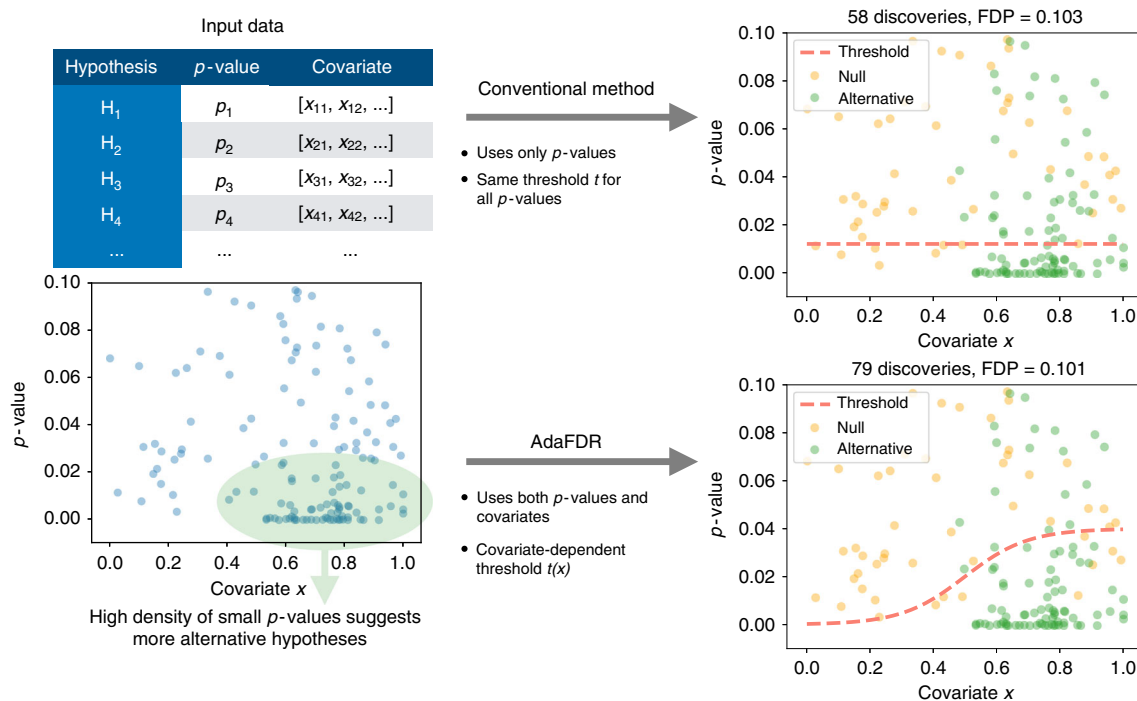 Input data
Hypothesis p-value Covariate
H1 p1 [x11, x12, ...]
H2 p2 [x21, x22, ...]
H3 p3 [x31, x32, ...]
H4 p4 [x41, x42, ...]
... ... ...
0.10
0.08
0.06
0.04
0.02
0.00
p-value
0.0 0.2 0.4 0.6 0.8 1.0
Covariate x
High density of small p-values suggests
more alternative hypotheses
Conventional method
• Uses only p-values
• Same threshold t for
all p-values
AdaFDR
• Uses both p-values and
covariates
• Covariate-dependent
threshold t(x)
58 discoveries, FDP = 0.103
0.10
0.08
0.06
0.04
0.02
0.00
p-value
Threshold
Null
Alternative
0.0 0.2 0.4 0.6 0.8 1.0
Covariate x
79 discoveries, FDP = 0.101
0.10
0.08
0.06
0.04
0.02
0.00
p-value
Threshold
Null
Alternative
0.0 0.2 0.4 0.6 0.8 1.0
Covariate x